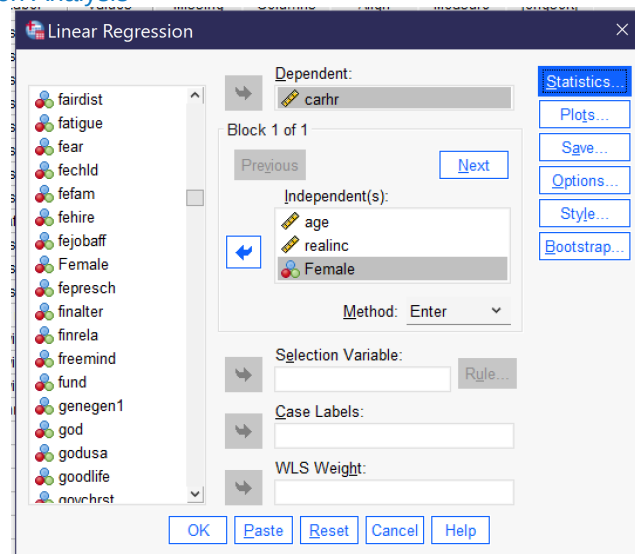 Linear Regression
fairdist
fatigue
fear
fechld
fefam
fehire
fejobaff
Female
fepresch
finalter
finrela
freemind
fund
genegen1
god
godusa
goodlife
govchrst
Dependent:
carhr
Block 1 of 1
Previous
Next
Independent(s):
age
realinc
Female
Method: Enter
Selection Variable:
Rule...
Case Labels:
WLS Weight:
Statistics...
Plots...
Save...
Options...
Style...
Bootstrap...
OK Paste Reset Cancel Help